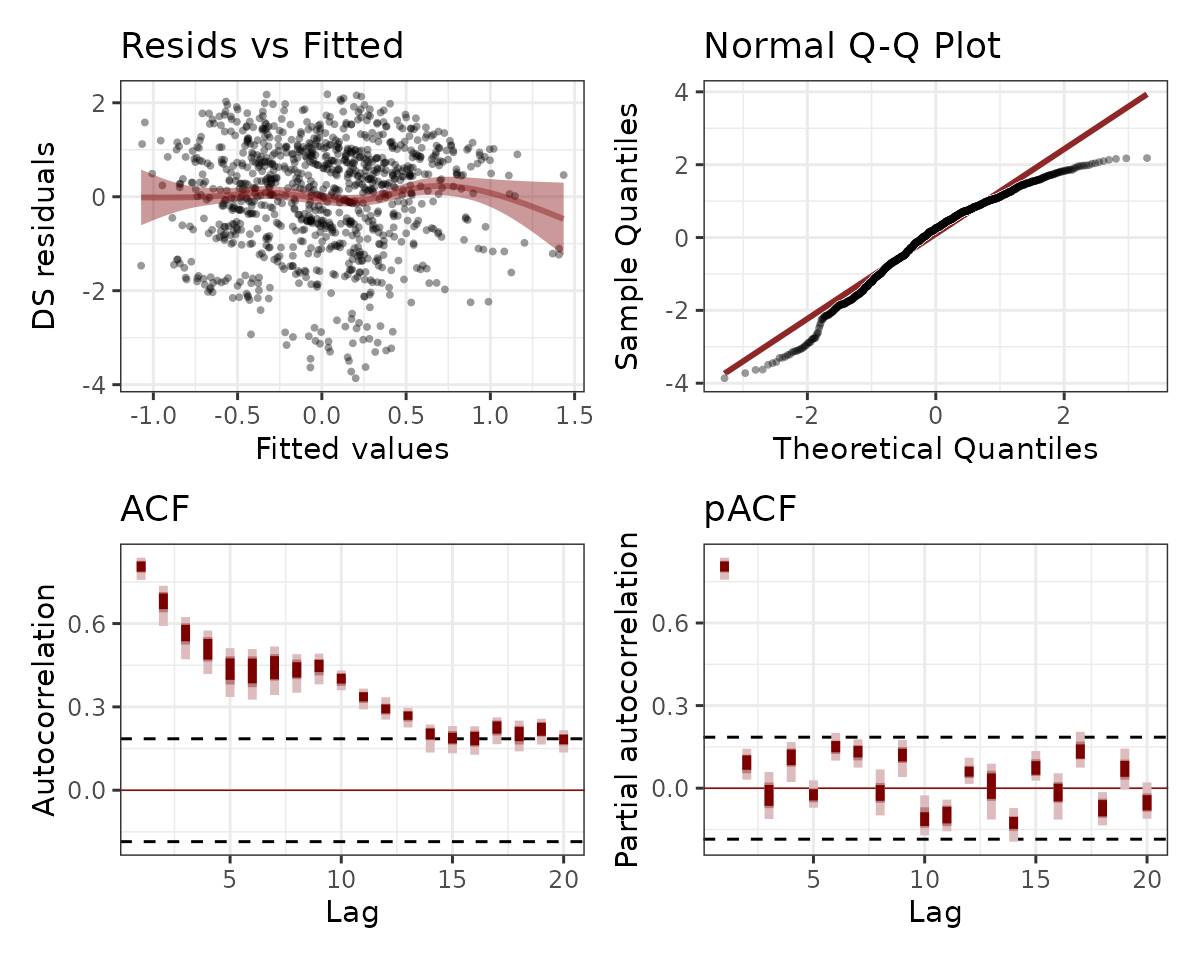 Resids vs Fitted
DS residuals
2
0
-2
-4
-1.0 -0.5 0.0 0.5 1.0 1.5
Fitted values
Normal Q-Q Plot
Sample Quantiles
4
2
0
-2
-4
-2 0 2
Theoretical Quantiles
ACF
Autocorrelation
0.6
0.3
0.0
5 10 15 20
Lag
pACF
Partial autocorrelation
0.6
0.3
0.0
5 10 15 20
Lag